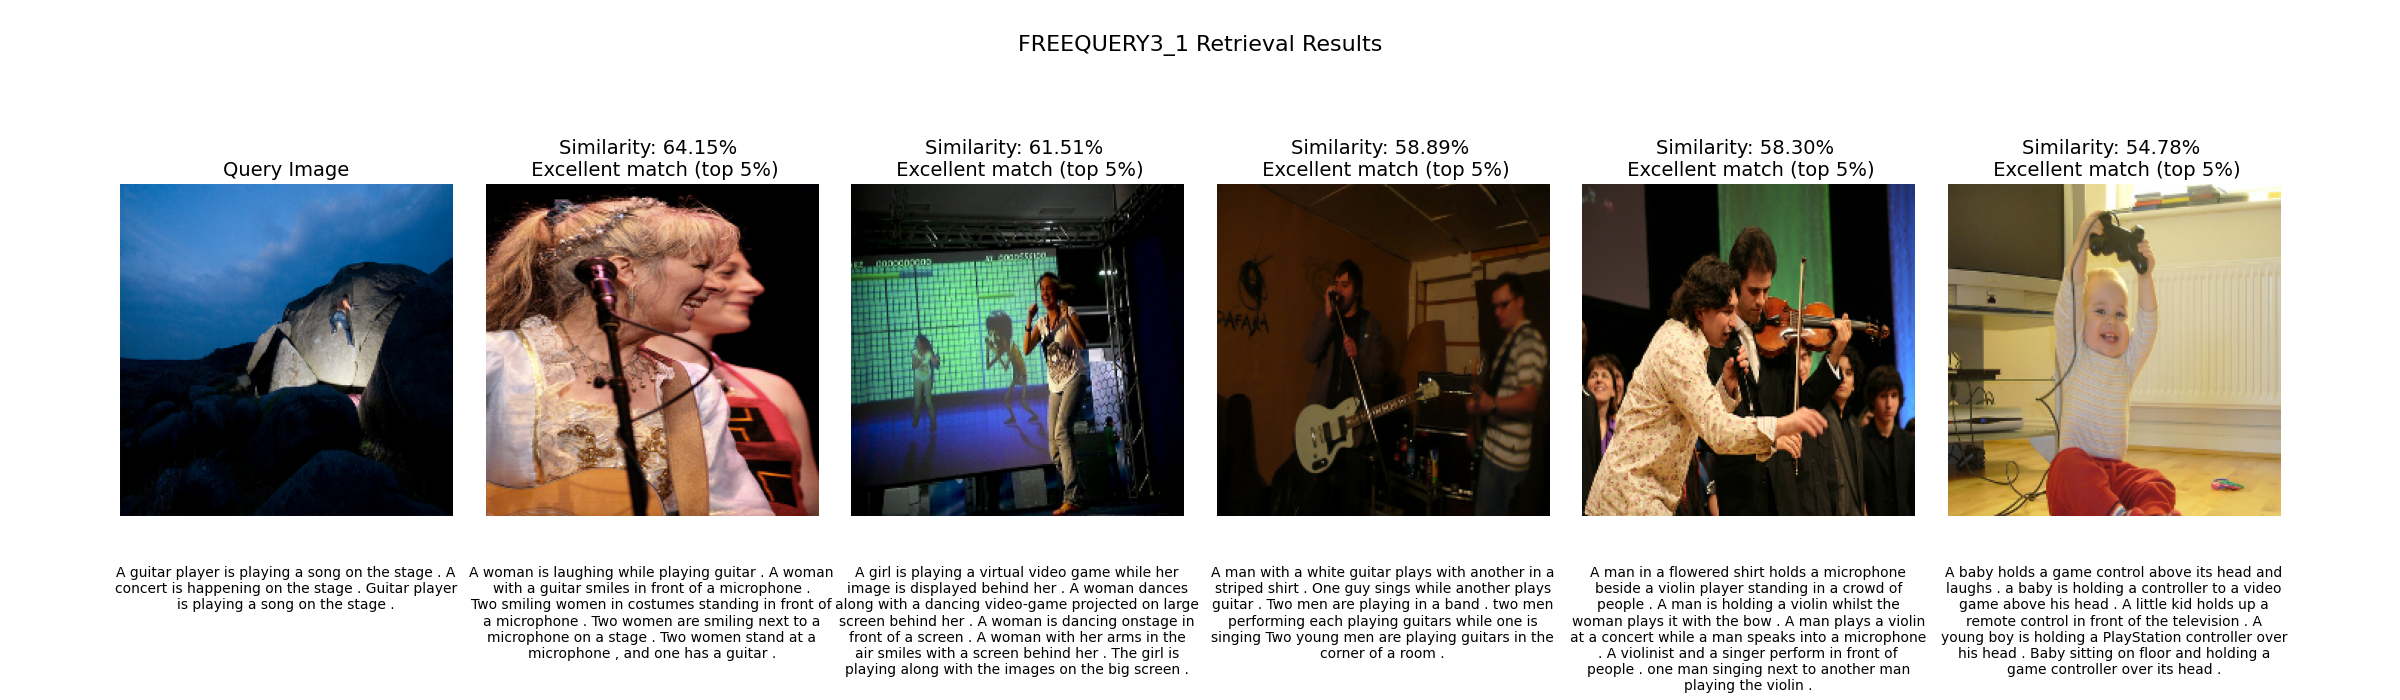 FREEQUERY3_1 Retrieval Results
Query Image
Similarity: 64.15%
Excellent match (top 5%)
Similarity: 61.51%
Excellent match (top 5%)
Similarity: 58.89%
Excellent match (top 5%)
Similarity: 58.30%
Excellent match (top 5%)
Similarity: 54.78%
Excellent match (top 5%)
A guitar player is playing a song on the stage . A
concert is happening on the stage . Guitar player
is playing a song on the stage .
A woman is laughing while playing guitar . A woman
with a guitar smiles in front of a microphone .
Two smiling women in costumes standing in front of
a microphone . Two women are smiling next to a
microphone on a stage . Two women stand at a
microphone , and one has a guitar .
A girl is playing a virtual video game while her
image is displayed behind her . A woman dances
along with a dancing video-game projected on large
screen behind her . A woman is dancing onstage in
front of a screen . A woman with her arms in the
air smiles with a screen behind her . The girl is
playing along with the images on the big screen .
A man with a white guitar plays with another in a
striped shirt . One guy sings while another plays
guitar . Two men are playing in a band . two men
performing each playing guitars while one is
singing Two young men are playing guitars in the
corner of a room .
A man in a flowered shirt holds a microphone
beside a violin player standing in a crowd of
people . A man is holding a violin whilst the
woman plays it with the bow . A man plays a violin
at a concert while a man speaks into a microphone
. A violinist and a singer perform in front of
people . one man singing next to another man
playing the violin .
A baby holds a game control above its head and
laughs . a baby is holding a controller to a video
game above his head . A little kid holds up a
remote control in front of the television . A
young boy is holding a PlayStation controller over
his head . Baby sitting on floor and holding a
game controller over its head .